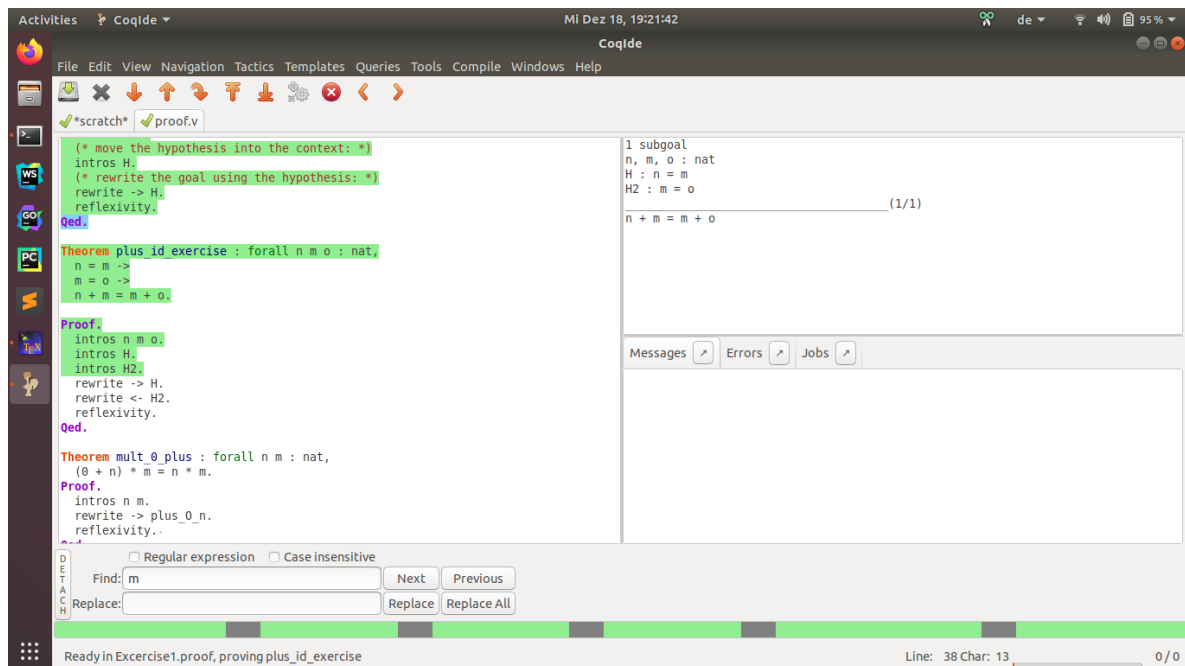 Activities CoqIde Mi Dez 18, 19:21:42 de 95 %
CoqIde
File Edit View Navigation Tactics Templates Queries Tools Compile Windows Help
*scratch* proof.v
(* move the hypothesis into the context: *)
intros H.
(* rewrite the goal using the hypothesis: *)
rewrite -> H.
reflexivity.
Qed.
Theorem plus_id_exercise : forall n m o : nat,
n = m ->
m = o ->
n + m = m + o.
Proof.
intros n m o.
intros H.
intros H2.
rewrite -> H.
rewrite <- H2.
reflexivity.
Qed.
Theorem mult_0_plus : forall n m : nat,
(0 + n) * m = n * m.
Proof.
intros n m.
rewrite -> plus_O_n.
reflexivity.
1 subgoal
n, m, o : nat
H : n = m
H2 : m = o
(1/1)
n + m = m + o
Messages Errors Jobs
WS
GO
PC
TEX
DETACH
Regular expression Case insensitive
Find: m Next Previous
Replace: Replace Replace All
Ready in Excercise1.proof, proving plus_id_exercise Line: 38 Char: 13 0 / 0